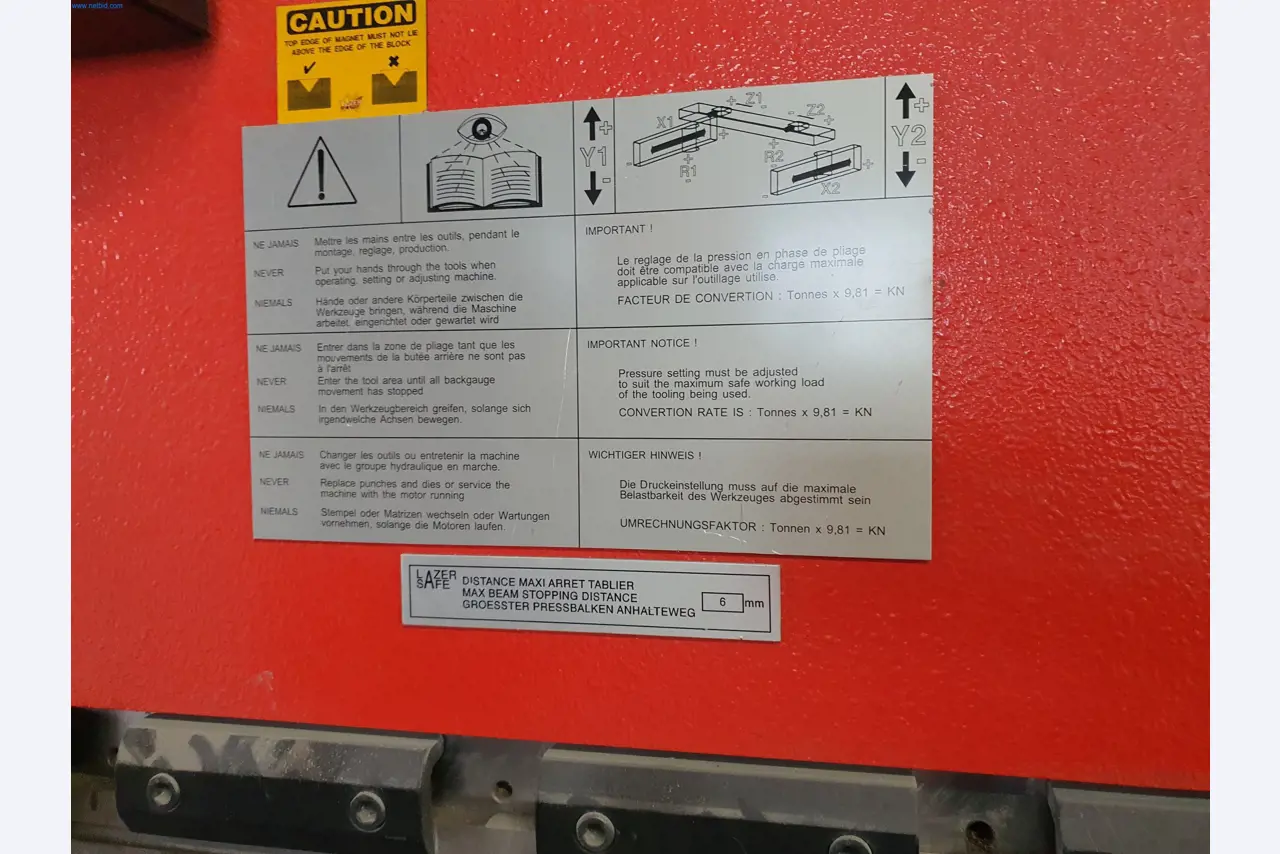 www.netbid.com
CAUTION
TOP EDGE OF MAGNET MUST NOT LIE
ABOVE THE EDGE OF THE BLOCK
Y1
X1
Z1
Z2
R1
R2
X2
Y2
NE JAMAIS
Mettre les mains entre les outils, pendant le
montage, reglage, production.
NEVER
Put your hands through the tools when
operating, setting or adjusting machine.
NIEMALS
Hände oder andere Körperteile zwischen die
Werkzeuge bringen, während die Maschine
arbeitet, eingerichtet oder gewartet wird
NE JAMAIS
Entrer dans la zone de pliage tant que les
mouvements de la butée arrière ne sont pas
à l'arrêt
NEVER
Enter the tool area until all backgauge
movement has stopped
NIEMALS
In den Werkzeugbereich greifen, solange sich
irgendwelche Achsen bewegen.
NE JAMAIS
Changer les outils ou entretenir la machine
avec le groupe hydraulique en marche.
NEVER
Replace punches and dies or service the
machine with the motor running
NIEMALS
Stempel oder Matrizen wechseln oder Wartungen
vornehmen, solange die Motoren laufen.
IMPORTANT !
Le reglage de la pression en phase de pliage
doit être compatible avec la charge maximale
applicable sur l'outillage utilise.
FACTEUR DE CONVERTION : Tonnes x 9,81 = KN
IMPORTANT NOTICE !
Pressure setting must be adjusted
to suit the maximum safe working load
of the tooling being used.
CONVERTION RATE IS : Tonnes x 9,81 = KN
WICHTIGER HINWEIS !
Die Druckeinstellung muss auf die maximale
Belastbarkeit des Werkzeuges abgestimmt sein
UMRECHNUNGSFAKTOR : Tonnen x 9,81 = KN
LAZER
SAFE
DISTANCE MAXI ARRET TABLIER
MAX BEAM STOPPING DISTANCE
GROESSTER PRESSBALKEN ANHALTEWEG
6 mm